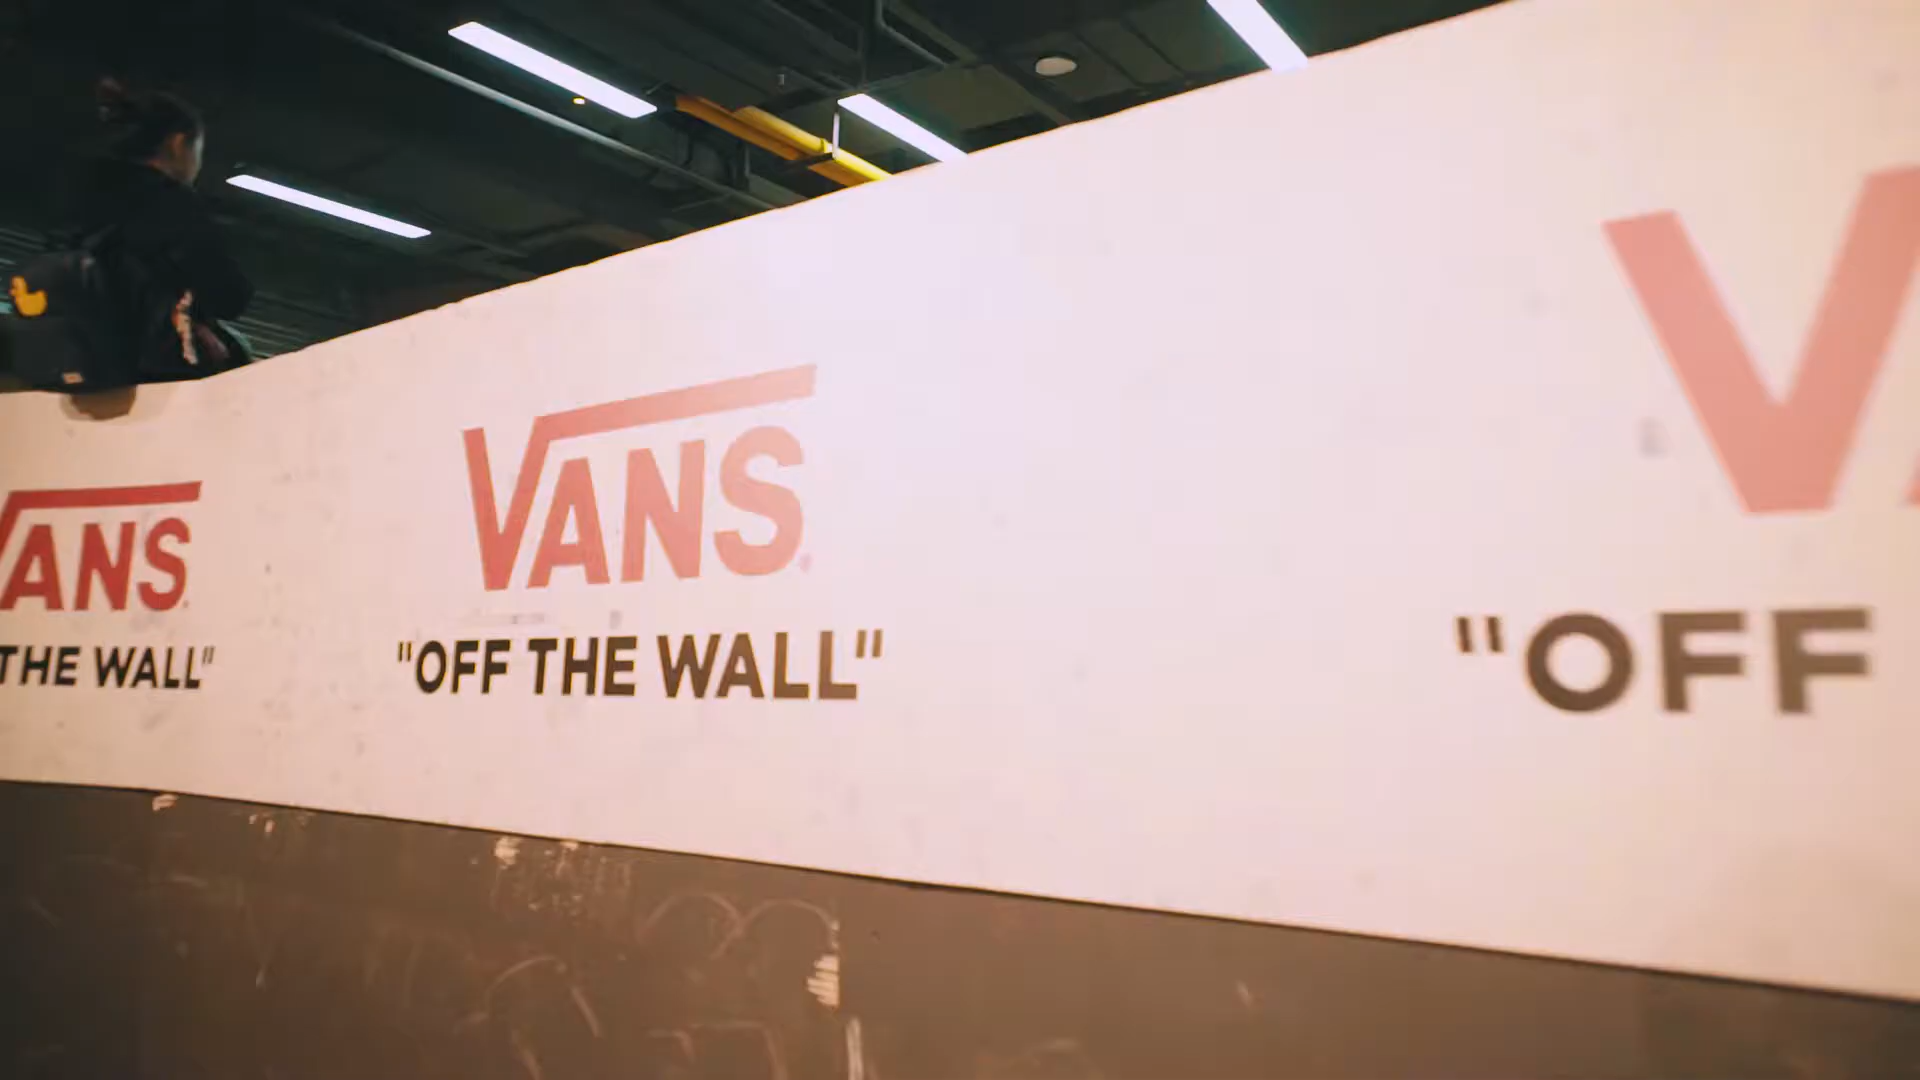 VANS
THE WALL"
VANS
"OFF THE WALL"
V
"OFF